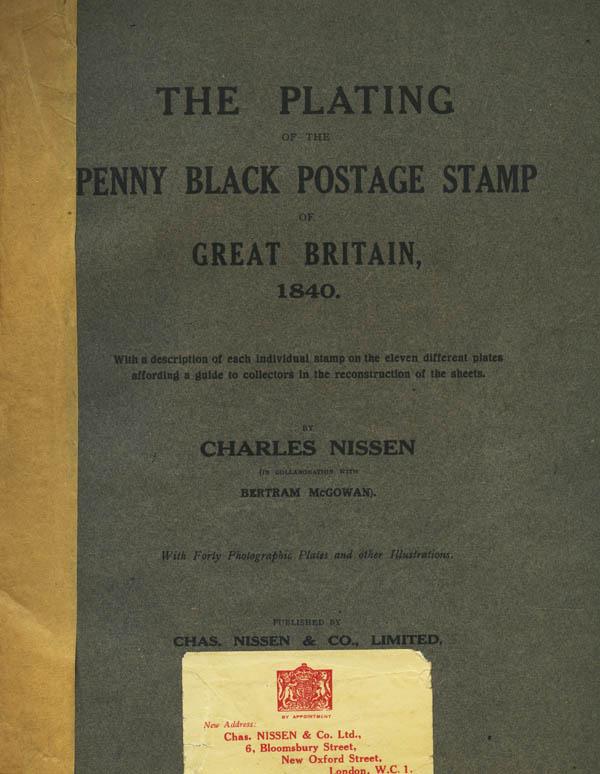 THE PLATING
OF THE
PENNY BLACK POSTAGE STAMP
OF
GREAT BRITAIN,
1840.
With a description of each individual stamp on the eleven different plates
affording a guide to collectors in the reconstruction of the sheets.
BY
CHARLES NISSEN
(IN COLLABORATION WITH
BERTRAM McGOWAN).
With Forty Photographic Plates and other Illustrations.
PUBLISHED BY
CHAS. NISSEN & CO., LIMITED,
BY APPOINTMENT
New Address:
Chas. NISSEN & Co. Ltd.,
6, Bloomsbury Street,
New Oxford Street,
London, W.C. 1.